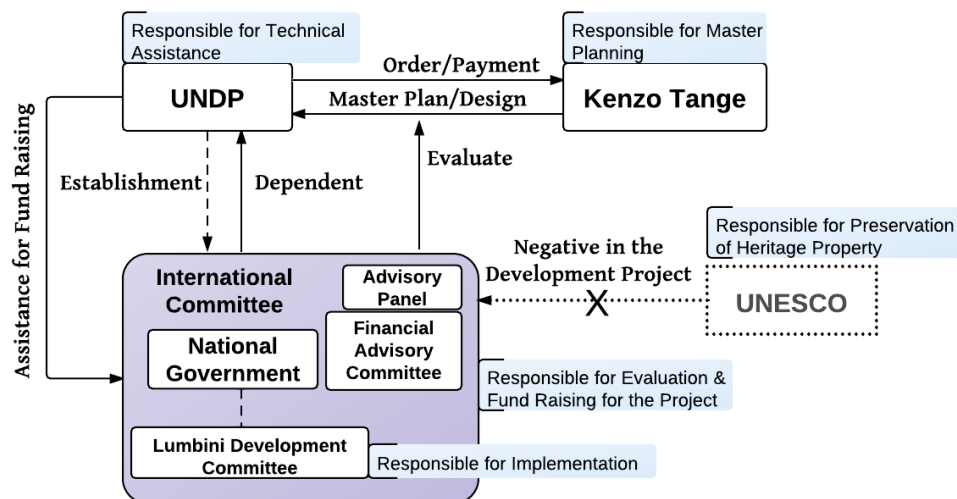 Responsible for Technical
Assistance
UNDP
Responsible for Master
Planning
Kenzo Tange
Order/Payment
Master Plan/Design
Evaluate
Establishment
Dependent
Assistance for Fund Raising
Responsible for Preservation
of Heritage Property
UNESCO
Negative in the
Development Project
X
International
Committee
Advisory
Panel
Financial
Advisory
Committee
National
Government
Responsible for Evaluation &
Fund Raising for the Project
Lumbini Development
Committee
Responsible for Implementation